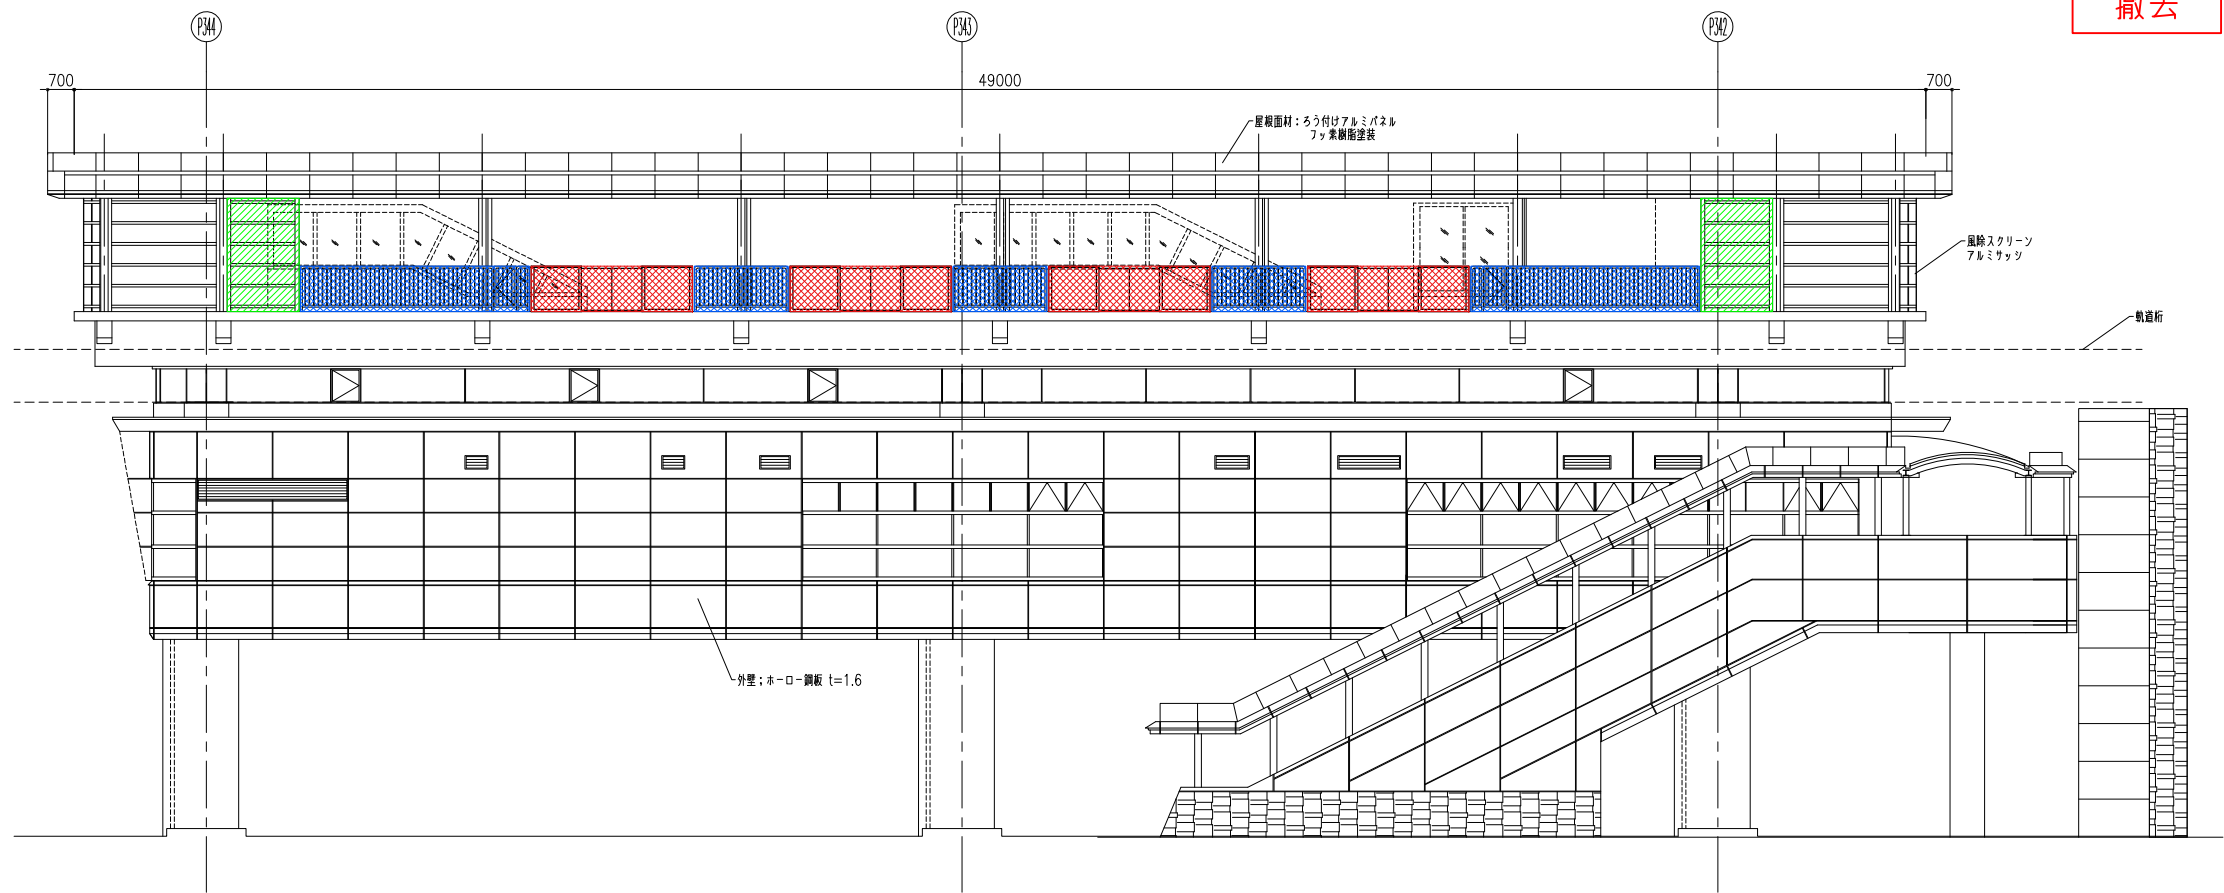 撤去
P344
P343
P342
700
49000
700
屋根面材：ろう付けアルミパネル
フッ素樹脂塗装
風除スクリーン
アルミサッシ
軌道桁
外壁；ホーロー鋼板 t=1.6